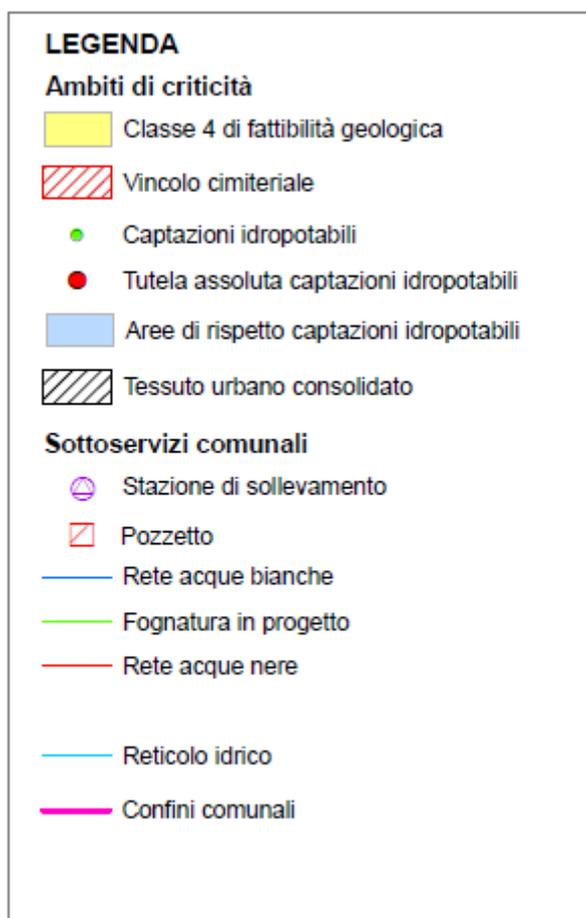 LEGENDA
Ambiti di criticità
Classe 4 di fattibilità geologica
Vincolo cimiteriale
Captazioni idropotabili
Tutela assoluta captazioni idropotabili
Aree di rispetto captazioni idropotabili
Tessuto urbano consolidato
Sottoservizi comunali
Stazione di sollevamento
Pozzetto
Rete acque bianche
Fognatura in progetto
Rete acque nere
Reticolo idrico
Confini comunali